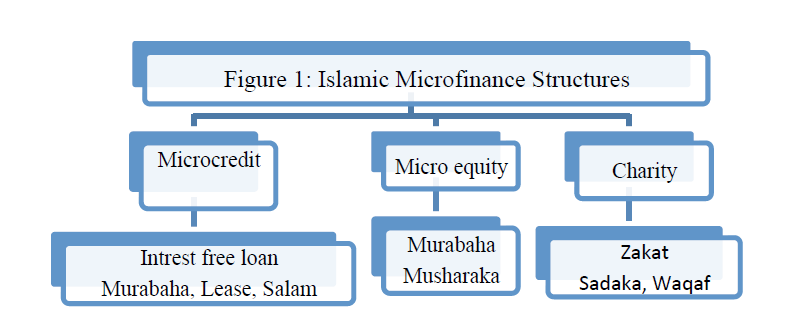 Figure 1: Islamic Microfinance Structures
Microcredit
Micro equity
Charity
Intrest free loan
Murabaha, Lease, Salam
Murabaha
Musharaka
Zakat
Sadaka, Waqaf